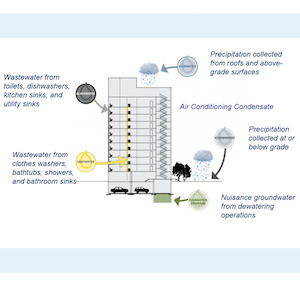 Precipitation collected
from roofs and above-
grade surfaces
Wastewater from
toilets, dishwashers,
kitchen sinks, and
utility sinks
Air Conditioning Condensate
Precipitation
collected at or
below grade
Wastewater from
clothes washers,
bathtubs, showers,
and bathroom sinks
Nuisance groundwater
from dewatering
operations